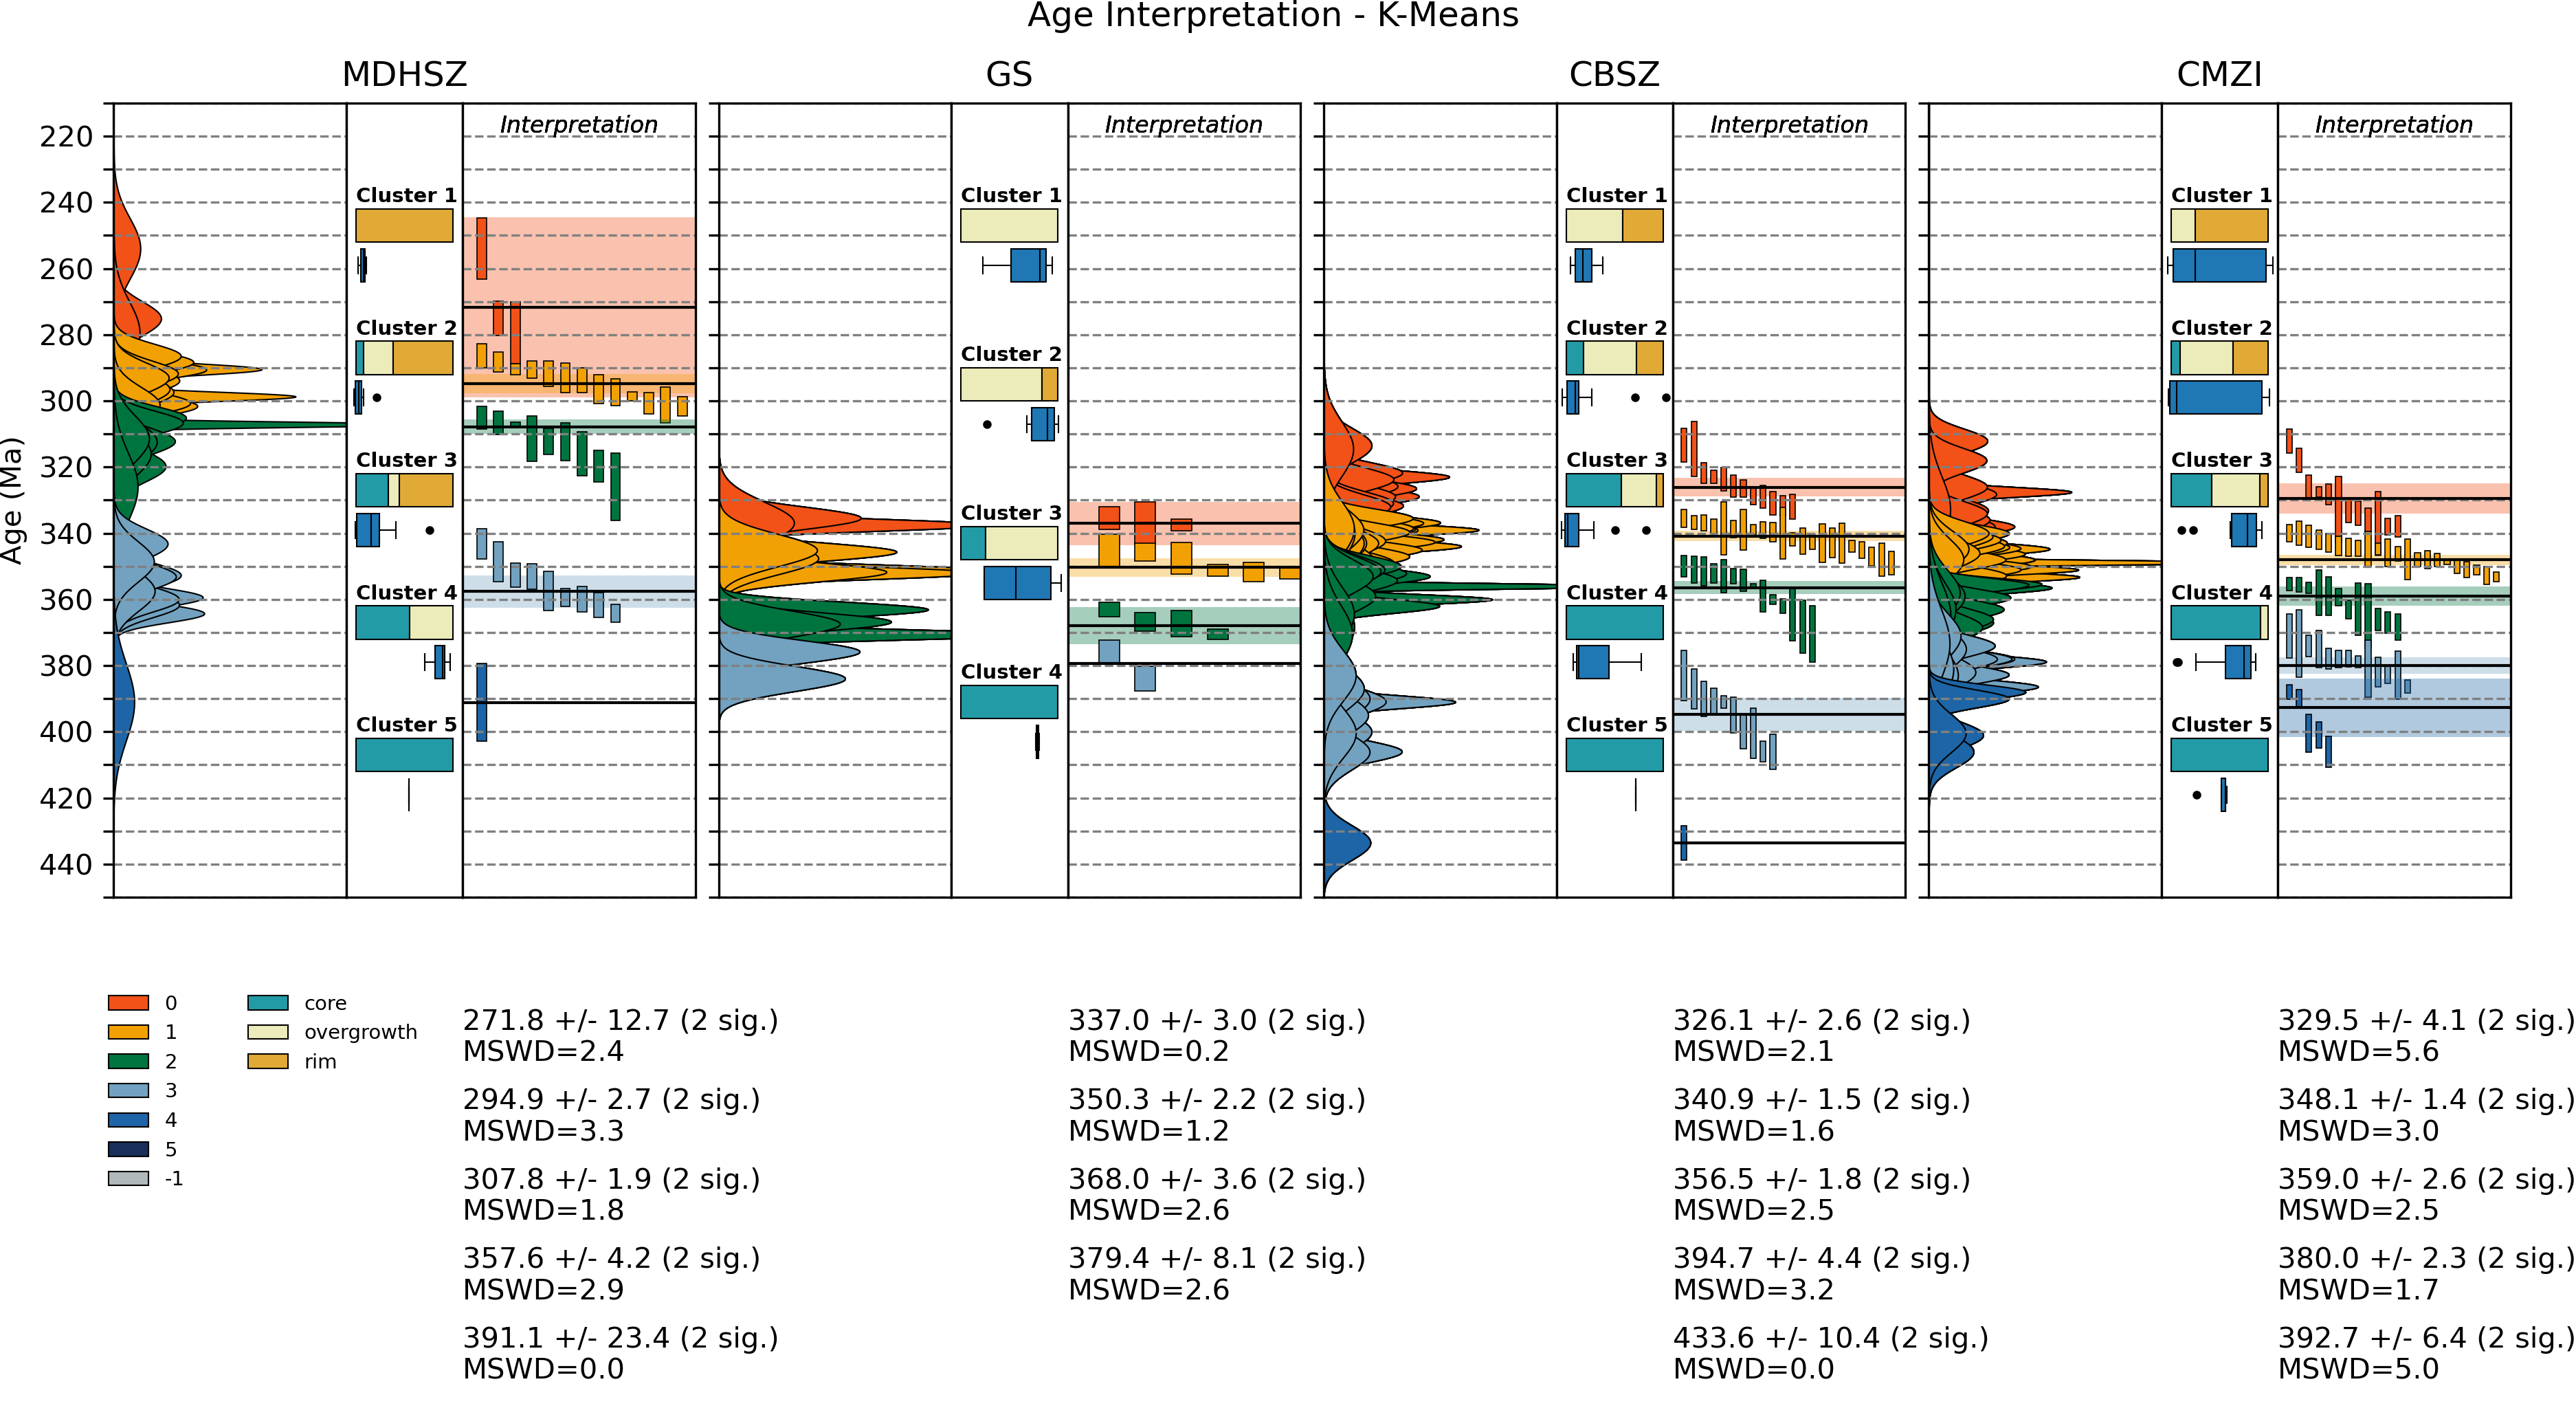 Age Interpretation - K-Means
MDHSZ
GS
CBSZ
CMZI
Age (Ma)
220
240
260
280
300
320
340
360
380
400
420
440
Interpretation
Cluster 1
Cluster 2
Cluster 3
Cluster 4
Cluster 5
Interpretation
Cluster 1
Cluster 2
Cluster 3
Cluster 4
Interpretation
Cluster 1
Cluster 2
Cluster 3
Cluster 4
Cluster 5
Interpretation
Cluster 1
Cluster 2
Cluster 3
Cluster 4
Cluster 5
0
1
2
3
4
5
-1
core
overgrowth
rim
271.8 +/- 12.7 (2 sig.)
MSWD=2.4
294.9 +/- 2.7 (2 sig.)
MSWD=3.3
307.8 +/- 1.9 (2 sig.)
MSWD=1.8
357.6 +/- 4.2 (2 sig.)
MSWD=2.9
391.1 +/- 23.4 (2 sig.)
MSWD=0.0
337.0 +/- 3.0 (2 sig.)
MSWD=0.2
350.3 +/- 2.2 (2 sig.)
MSWD=1.2
368.0 +/- 3.6 (2 sig.)
MSWD=2.6
379.4 +/- 8.1 (2 sig.)
MSWD=2.6
326.1 +/- 2.6 (2 sig.)
MSWD=2.1
340.9 +/- 1.5 (2 sig.)
MSWD=1.6
356.5 +/- 1.8 (2 sig.)
MSWD=2.5
394.7 +/- 4.4 (2 sig.)
MSWD=3.2
433.6 +/- 10.4 (2 sig.)
MSWD=0.0
329.5 +/- 4.1 (2 sig.)
MSWD=5.6
348.1 +/- 1.4 (2 sig.)
MSWD=3.0
359.0 +/- 2.6 (2 sig.)
MSWD=2.5
380.0 +/- 2.3 (2 sig.)
MSWD=1.7
392.7 +/- 6.4 (2 sig.)
MSWD=5.0